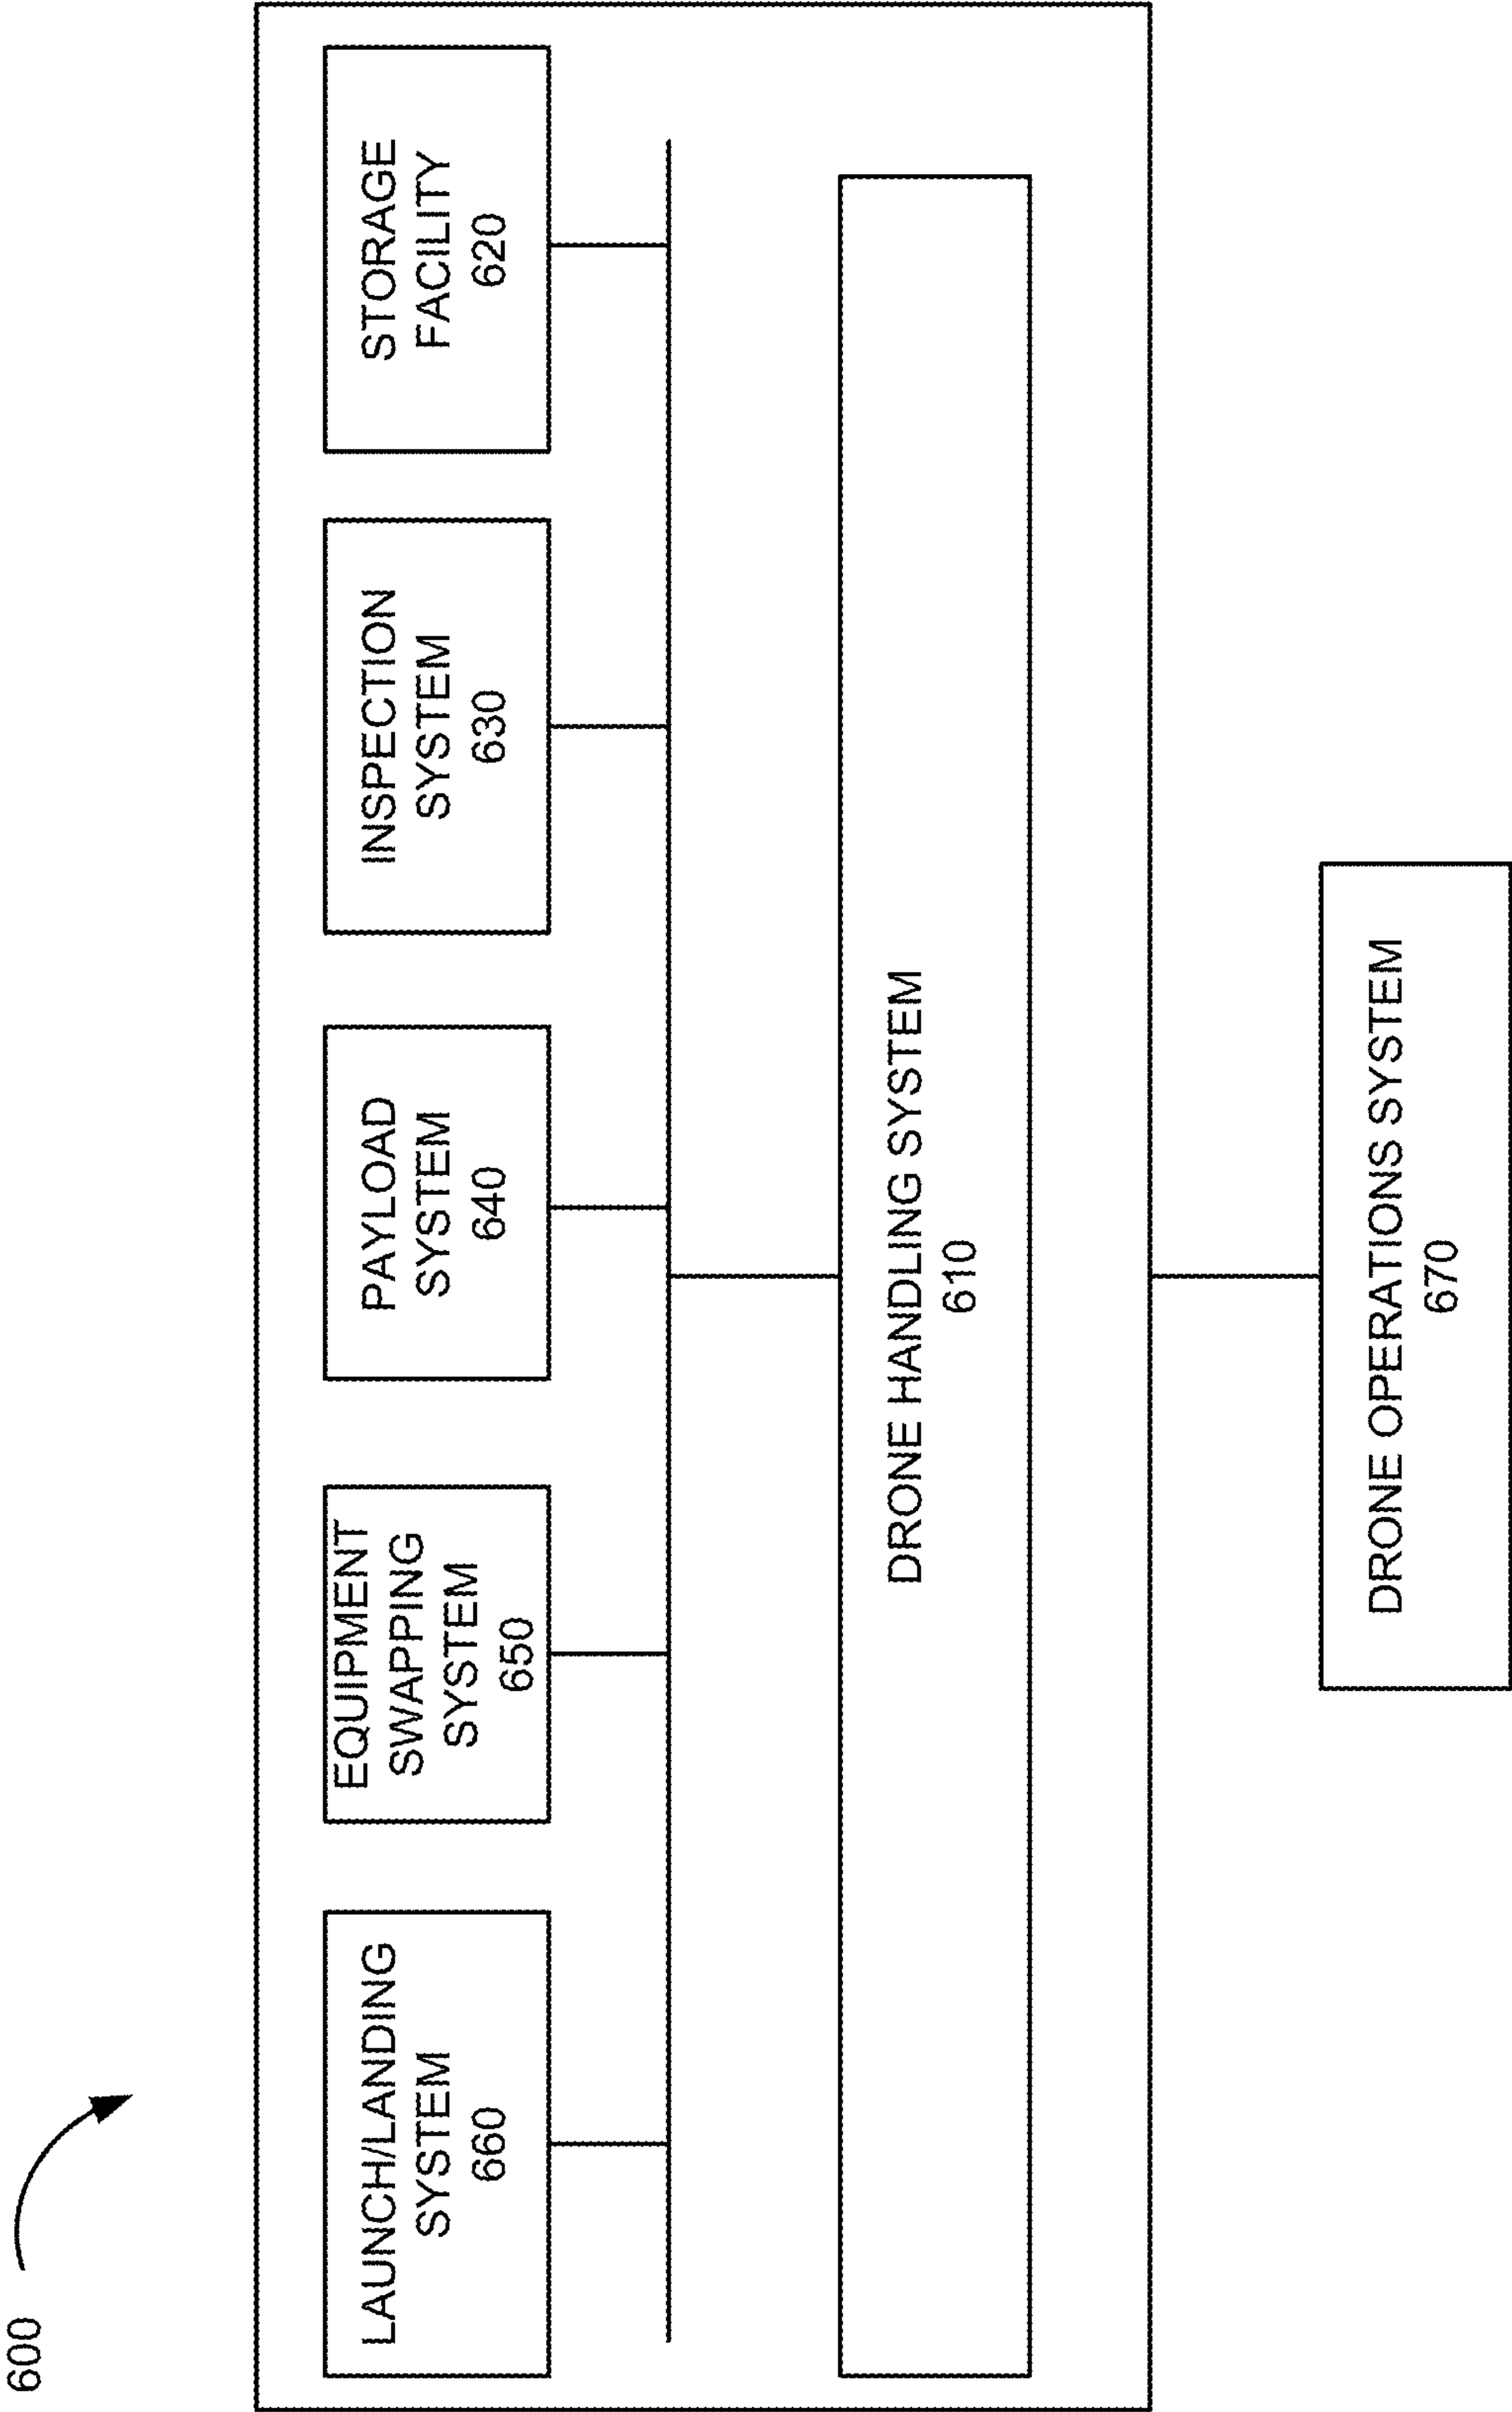 600
LAUNCH/LANDING
SYSTEM
660
EQUIPMENT
SWAPPING
SYSTEM
650
PAYLOAD
SYSTEM
640
INSPECTION
SYSTEM
630
STORAGE
FACILITY
620
DRONE HANDLING SYSTEM
610
DRONE OPERATIONS SYSTEM
670